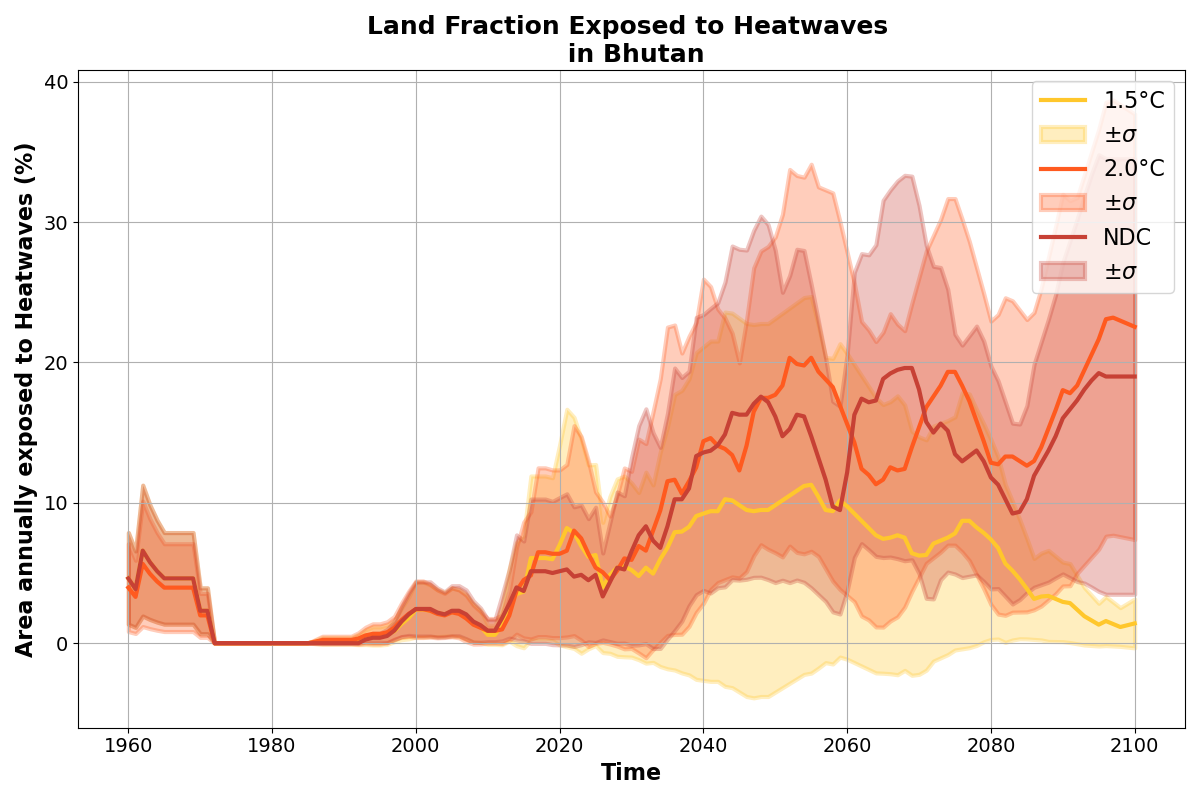 Land Fraction Exposed to Heatwaves
in Bhutan
Area annually exposed to Heatwaves (%)
40
30
20
10
0
1.5°C
±σ
2.0°C
±σ
NDC
±σ
1960
1980
2000
2020
2040
2060
2080
2100
Time